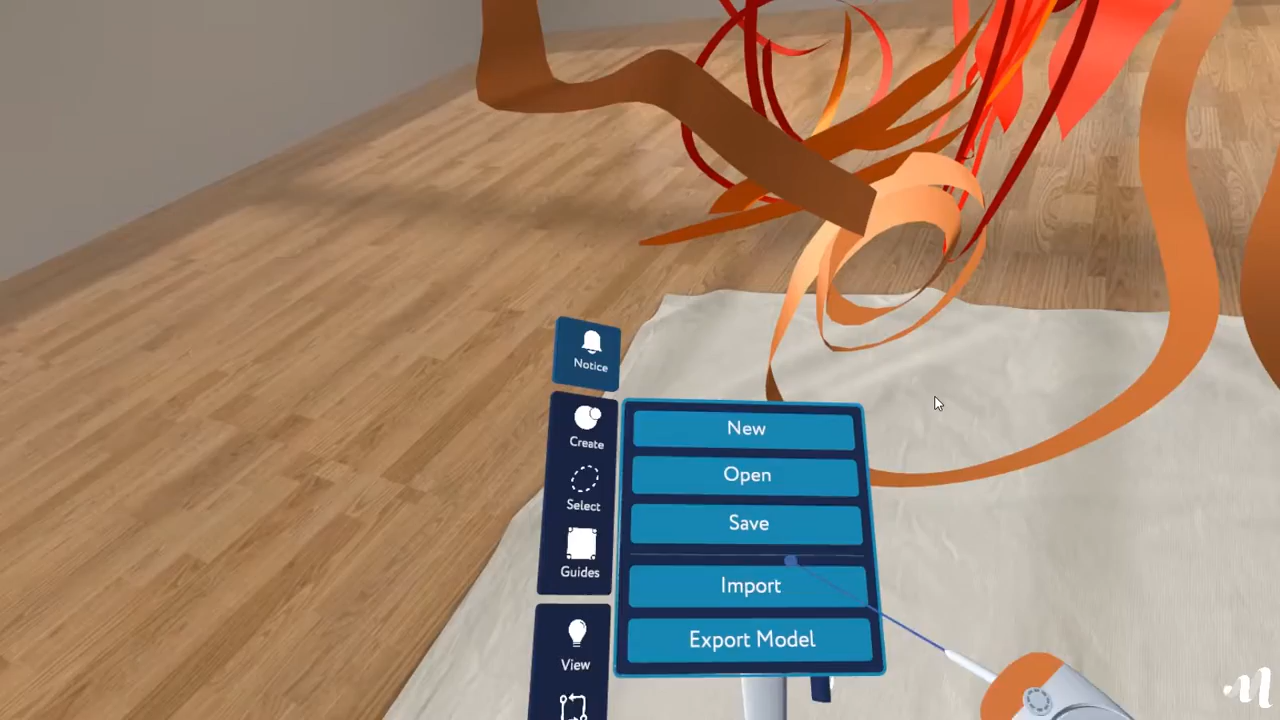 Notice
Create
Select
Guides
View
New
Open
Save
Import
Export Model